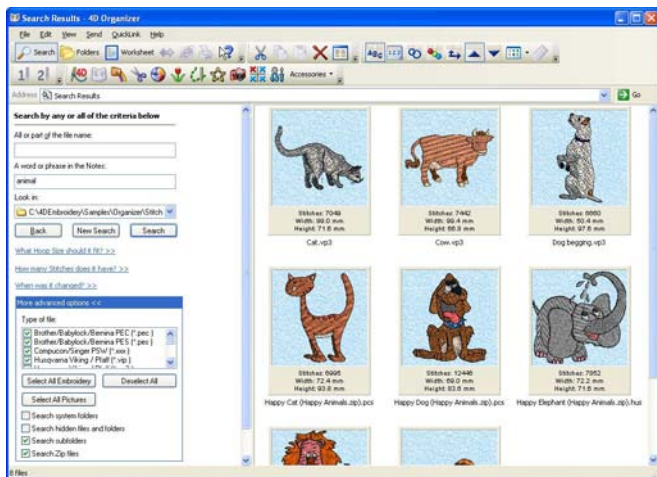 Search Results - 4D Organizer
File Edit View Send QuickLink Help
Search Folders Worksheet
Accessories
Address Search Results Go
Search by any or all of the criteria below
All or part of the file name:
A word or phrase in the Notes:
animal
Look in:
C:\4DEmbroidery\Samples\Organizer\Stitch
Back New Search Search
What Hoop Size should it fit? >>
How many Stitches does it have? >>
When was it changed? >>
More advanced options <<
Type of file:
Brother/Babylock/Bernina PEC (*.pec )
Brother/Babylock/Bernina PES (*.pes )
Compucon/Singer PSW (*.xxx )
Husqvarna Viking / Pfaff (*.vip )
Select All Embroidery Deselect All
Select All Pictures
Search system folders
Search hidden files and folders
Search subfolders
Search Zip files
8 files
Stitches: 7049
Width: 99.0 mm
Height: 71.6 mm
Cat.vp3
Stitches: 7442
Width: 99.4 mm
Height: 66.8 mm
Cow.vp3
Stitches: 6660
Width: 50.4 mm
Height: 97.6 mm
Dog begging.vp3
Stitches: 6995
Width: 72.4 mm
Height: 93.8 mm
Happy Cat (Happy Animals.zip).pcs
Stitches: 12446
Width: 69.0 mm
Height: 83.6 mm
Happy Dog (Happy Animals.zip).pcs
Stitches: 7952
Width: 72.2 mm
Height: 71.6 mm
Happy Elephant (Happy Animals.zip).hus